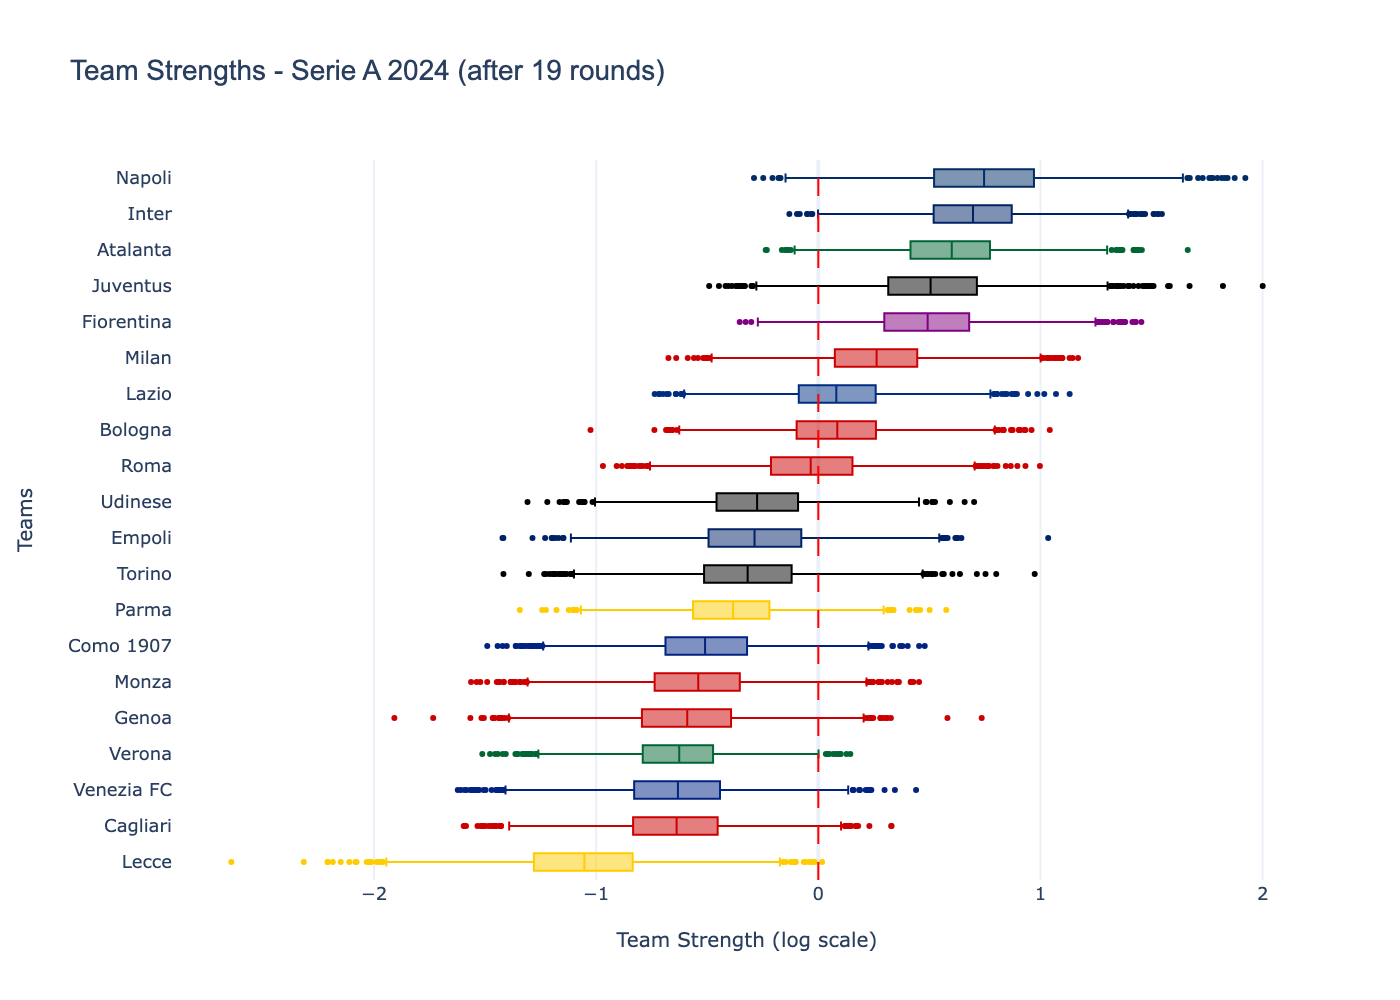 Team Strengths - Serie A 2024 (after 19 rounds)
Napoli
Inter
Atalanta
Juventus
Fiorentina
Milan
Lazio
Bologna
Roma
Udinese
Empoli
Torino
Parma
Como 1907
Monza
Genoa
Verona
Venezia FC
Cagliari
Lecce
Teams
−2 −1 0 1 2
Team Strength (log scale)